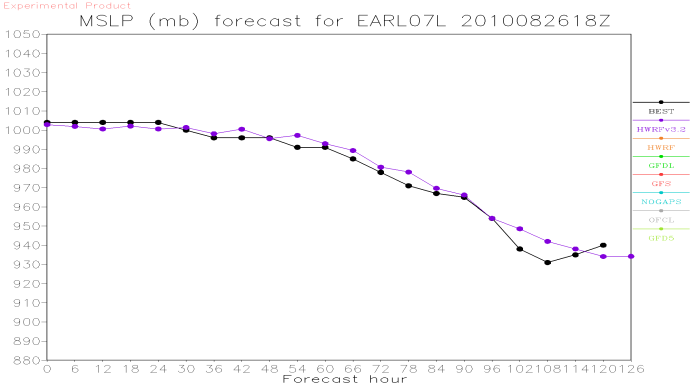 Experimental Product
MSLP (mb) forecast for EARL07L 2010082618Z
1050
1040
1030
1020
1010
1000
990
980
970
960
950
940
930
920
910
900
890
880
0 6 12 18 24 30 36 42 48 54 60 66 72 78 84 90 96 102 108 114 120 126
Forecast hour
BEST
HWRFv3.2
HWRF
GFDL
GFS
NOGAPS
OFCL
GFD5